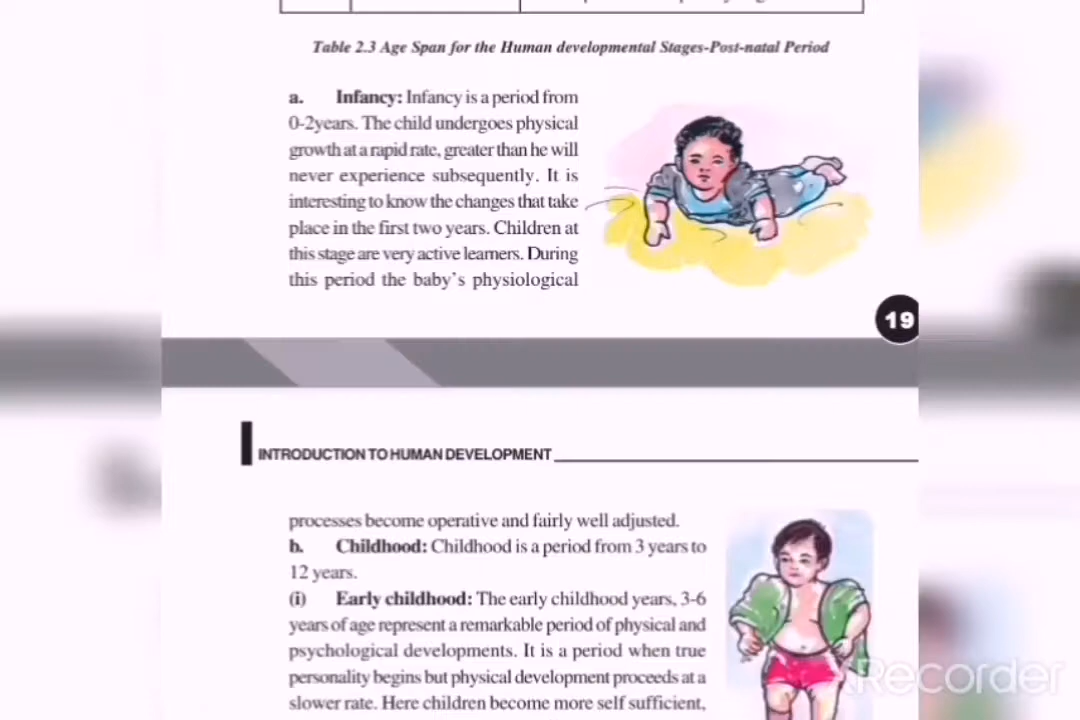 Table 2.3 Age Span for the Human developmental Stages-Post-natal Period
a. Infancy: Infancy is a period from
0-2years. The child undergoes physical
growth at a rapid rate, greater than he will
never experience subsequently. It is
interesting to know the changes that take
place in the first two years. Children at
this stage are very active learners. During
this period the baby's physiological
19
INTRODUCTION TO HUMAN DEVELOPMENT
processes become operative and fairly well adjusted.
b. Childhood: Childhood is a period from 3 years to
12 years.
(i) Early childhood: The early childhood years, 3-6
years of age represent a remarkable period of physical and
psychological developments. It is a period when true
personality begins but physical development proceeds at a
slower rate. Here children become more self sufficient,
XRecorder